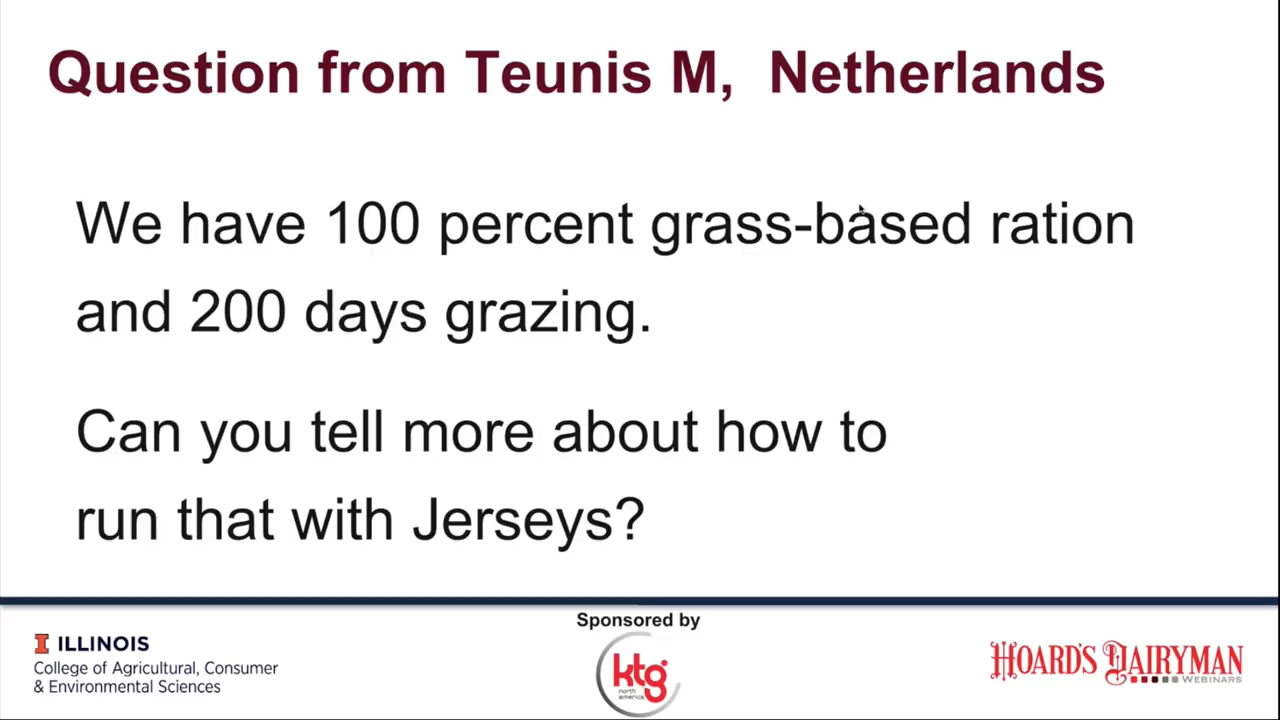 Question from Teunis M, Netherlands
We have 100 percent grass-based ration
and 200 days grazing.
Can you tell more about how to
run that with Jerseys?
Sponsored by
I ILLINOIS
College of Agricultural, Consumer
& Environmental Sciences
ktg
north
america
HOARD'S DAIRYMAN
WEBINARS